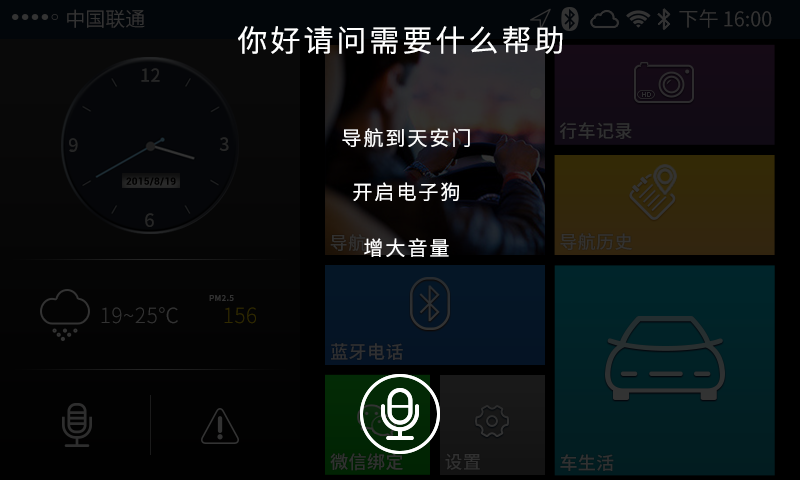 中国联通
下午 16:00
你好请问需要什么帮助
12
3
6
9
2015/8/19
导航到天安门
开启电子狗
增大音量
HD
行车记录
导航
导航历史
19~25℃
PM2.5
156
蓝牙电话
微信绑定
设置
车生活